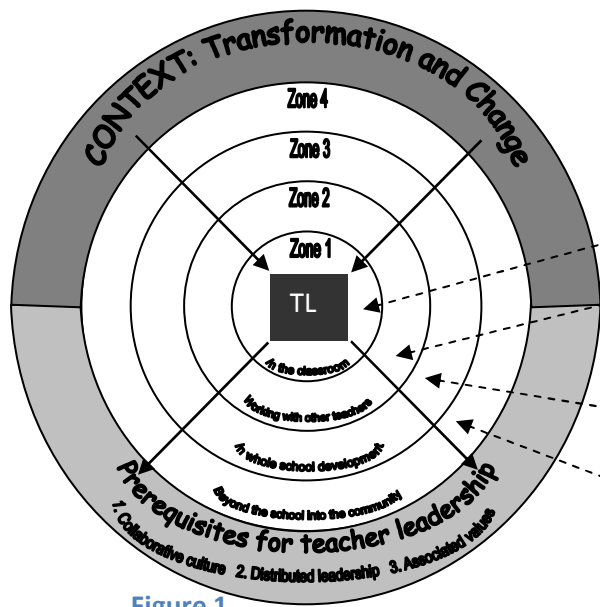 CONTEXT: Transformation and Change
Zone 4
Zone 3
Zone 2
Zone 1
TL
In the classroom
Working with other teachers
In whole school development
Beyond the school into the community
Prerequisites for teacher leadership
1. Collaborative culture 2. Distributed leadership 3. Associated values
Figure 1